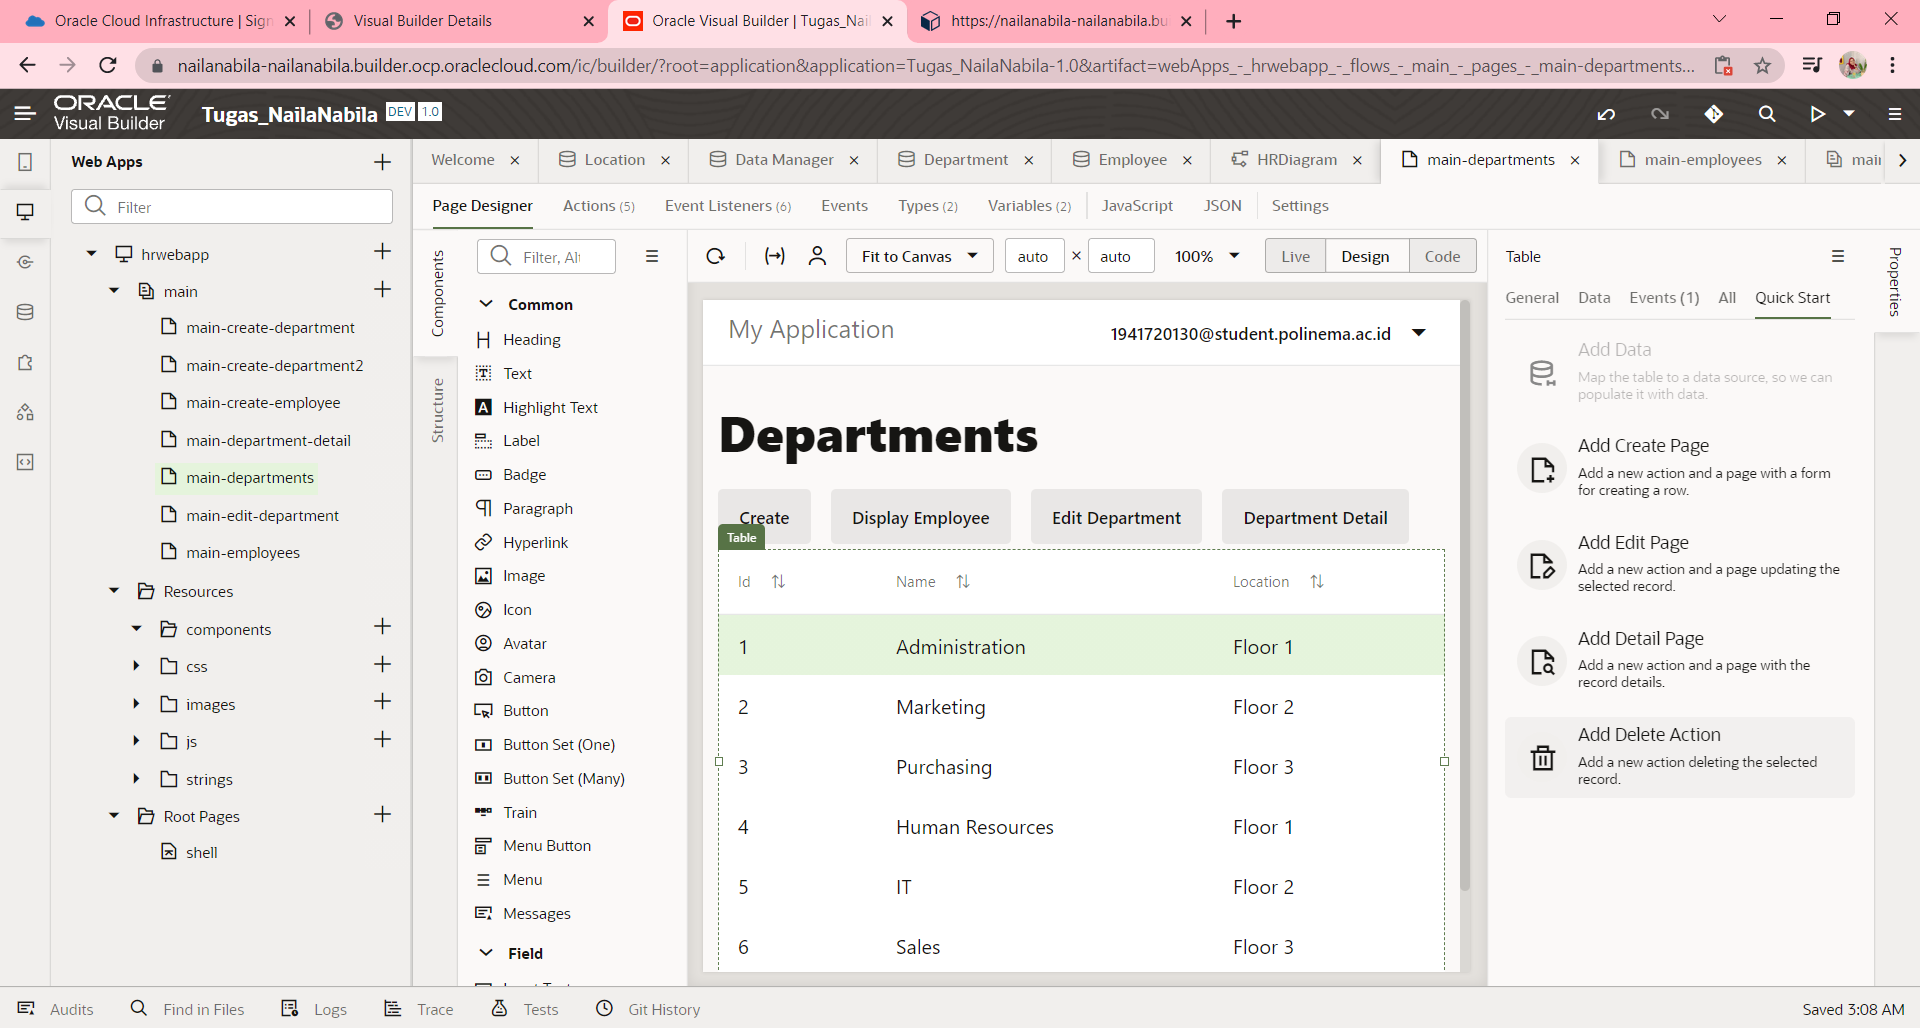 Oracle Cloud Infrastructure | Sign
Visual Builder Details
Oracle Visual Builder | Tugas_Nail
https://nailanabila-nailanabila.bu
nailanabila-nailanabila.builder.ocp.oraclecloud.com/ic/builder/?root=application&application=Tugas_NailaNabila-1.0&artifact=webApps_-_hrwebapp_-_flows_-_main_-_pages_-_main-departments...
ORACLE
Visual Builder
Tugas_NailaNabila DEV 1.0
Web Apps
Filter
hrwebapp
main
main-create-department
main-create-department2
main-create-employee
main-department-detail
main-departments
main-edit-department
main-employees
Resources
components
css
images
js
strings
Root Pages
shell
Welcome
Location
Data Manager
Department
Employee
HRDiagram
main-departments
main-employees
mai
Page Designer
Actions (5)
Event Listeners (6)
Events
Types (2)
Variables (2)
JavaScript
JSON
Settings
Components
Structure
Filter, Al
Common
Heading
Text
Highlight Text
Label
Badge
Paragraph
Hyperlink
Image
Icon
Avatar
Camera
Button
Button Set (One)
Button Set (Many)
Train
Menu Button
Menu
Messages
Field
Fit to Canvas
auto × auto
100%
Live
Design
Code
My Application
1941720130@student.polinema.ac.id
Departments
Create
Display Employee
Edit Department
Department Detail
Table
Id Name Location
1 Administration Floor 1
2 Marketing Floor 2
3 Purchasing Floor 3
4 Human Resources Floor 1
5 IT Floor 2
6 Sales Floor 3
Table
General
Data
Events (1)
All
Quick Start
Properties
Add Data
Map the table to a data source, so we can
populate it with data.
Add Create Page
Add a new action and a page with a form
for creating a row.
Add Edit Page
Add a new action and a page updating the
selected record.
Add Detail Page
Add a new action and a page with the
record details.
Add Delete Action
Add a new action deleting the selected
record.
Audits
Find in Files
Logs
Trace
Tests
Git History
Saved 3:08 AM